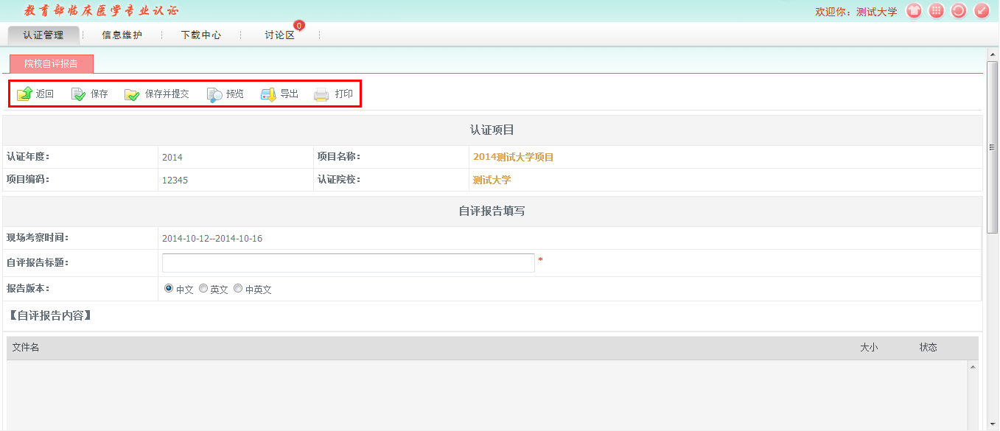 教育部临床医学专业认证
欢迎你：测试大学
认证管理 信息维护 下载中心 讨论区 0
院校自评报告
返回 保存 保存并提交 预览 导出 打印
认证项目
认证年度： 2014 项目名称： 2014测试大学项目
项目编码： 12345 认证院校： 测试大学
自评报告填写
现场考察时间： 2014-10-12--2014-10-16
自评报告标题： *
报告版本： 中文 英文 中英文
【自评报告内容】
文件名 大小 状态